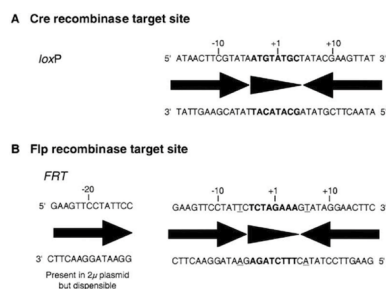 A Cre recombinase target site
loxP
-10 +1 +10
5' ATAACTTCGTATAATGTATGCTATACGAAGTTAT 3'
3' TATTGAAGCATATTACATACGATATGCTTCAATA 5'
B Flp recombinase target site
FRT
-20 -10 +1 +10
5' GAAGTTCCTATTCC GAAGTTCCTATTCTCTAGAAAGTATAGGAACTTC 3'
3' CTTCAAGGATAAGG CTTCAAGGATAAGAGATCTTTCATATCCTTGAAG 5'
Present in 2μ plasmid
but dispensible